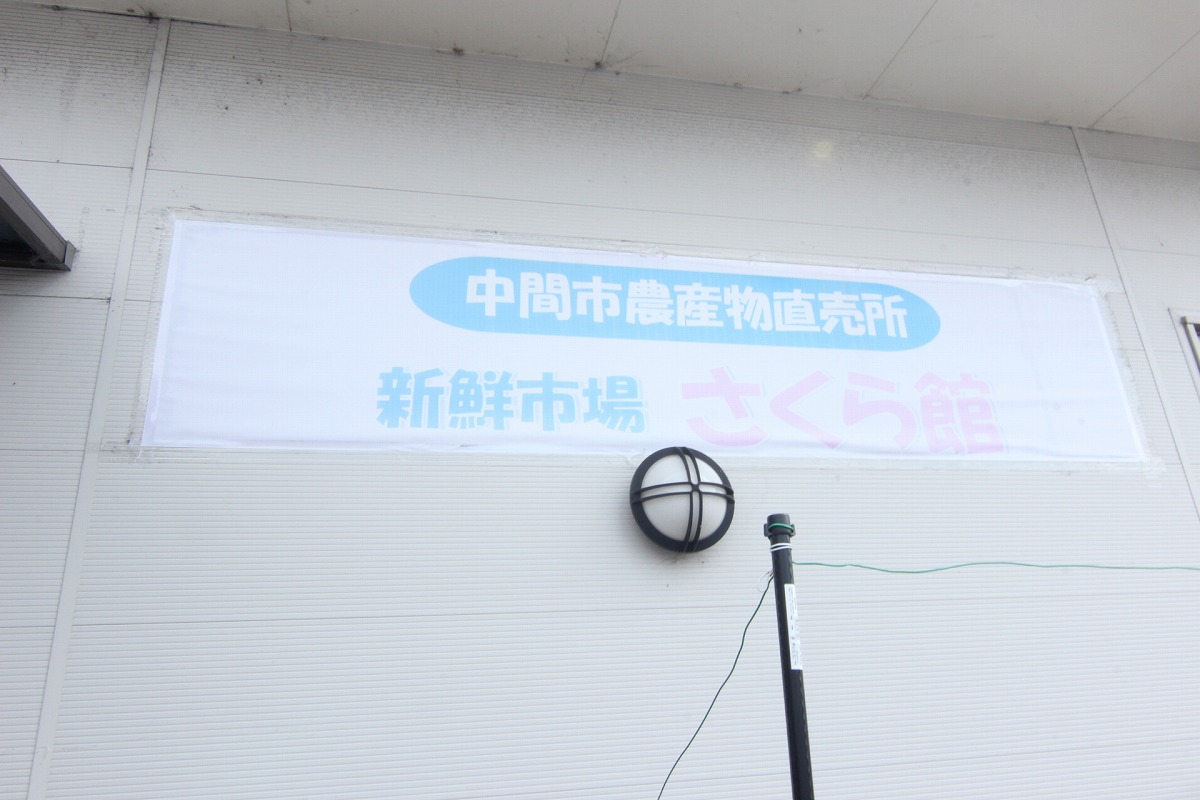 中間市農産物直売所
新鮮市場 さくら館